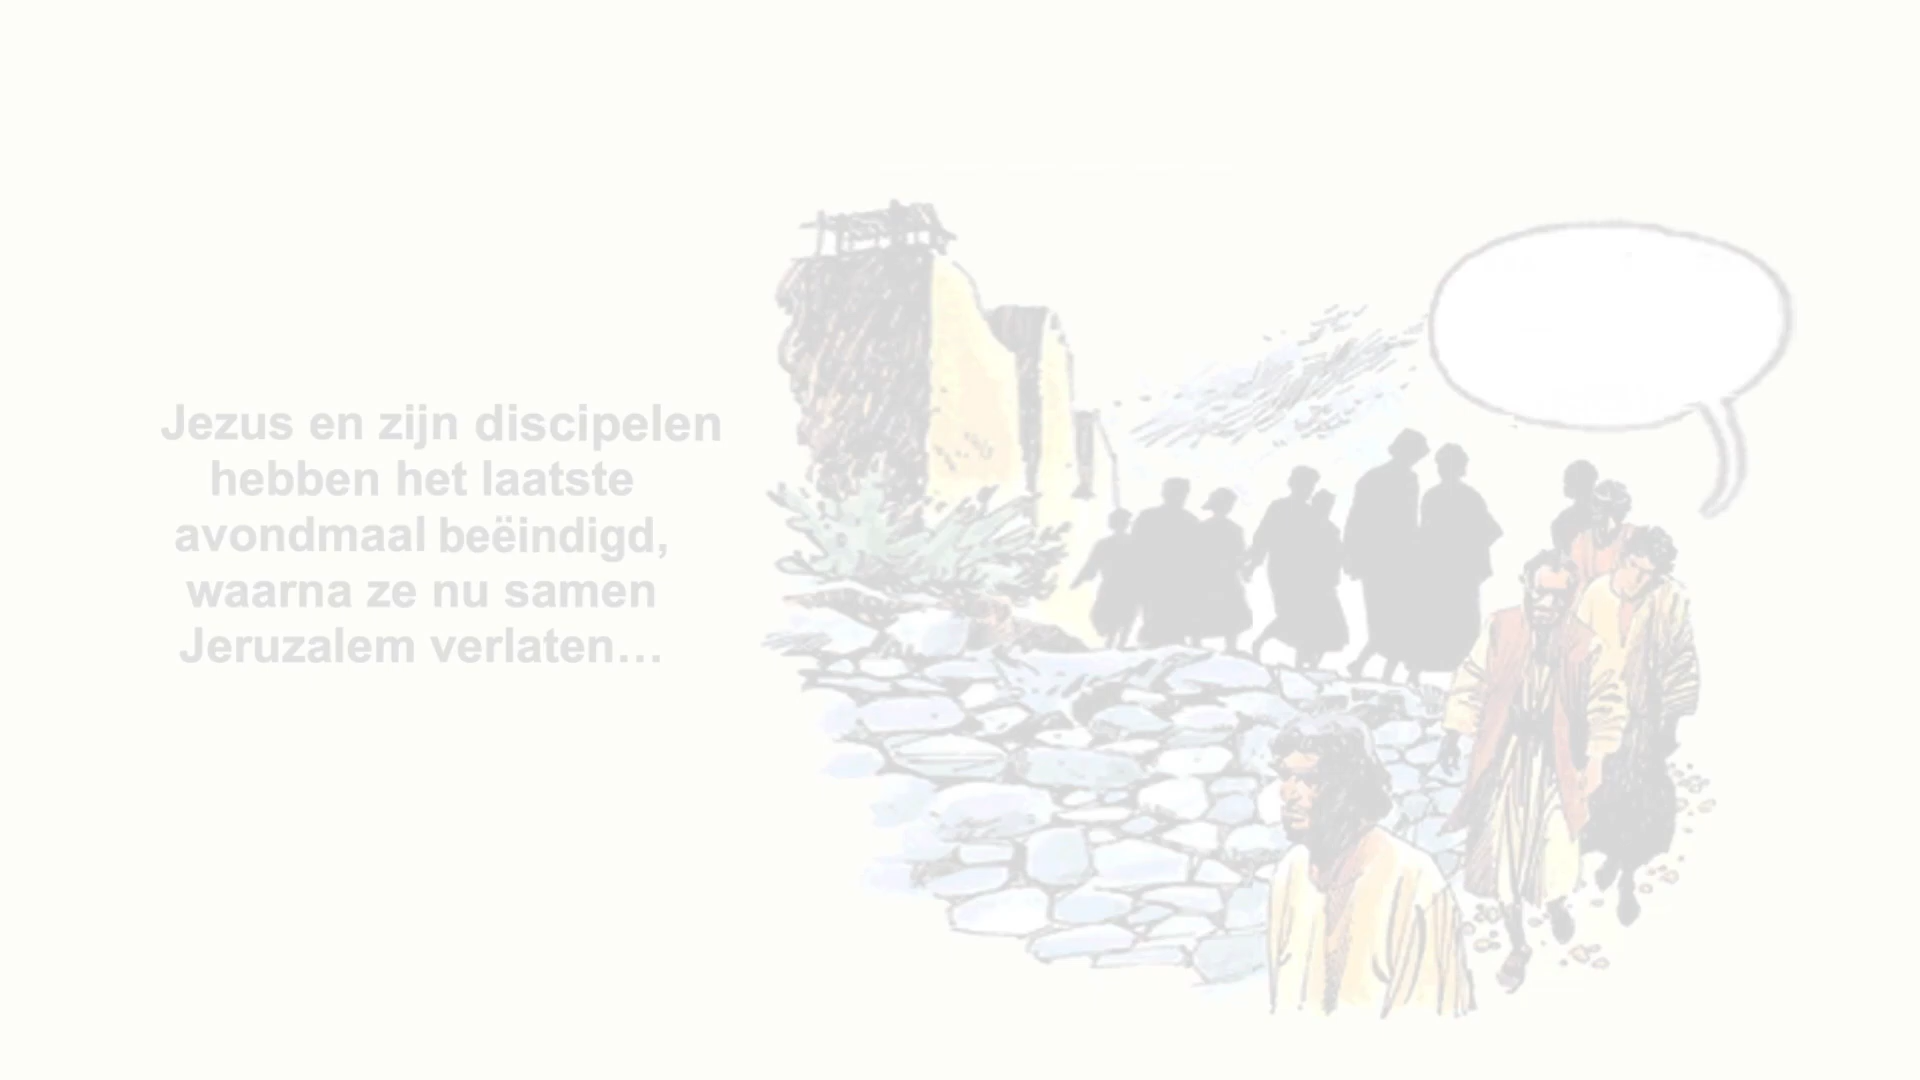 Jezus en zijn discipelen
hebben het laatste
avondmaal beëindigd,
waarna ze nu samen
Jeruzalem verlaten…